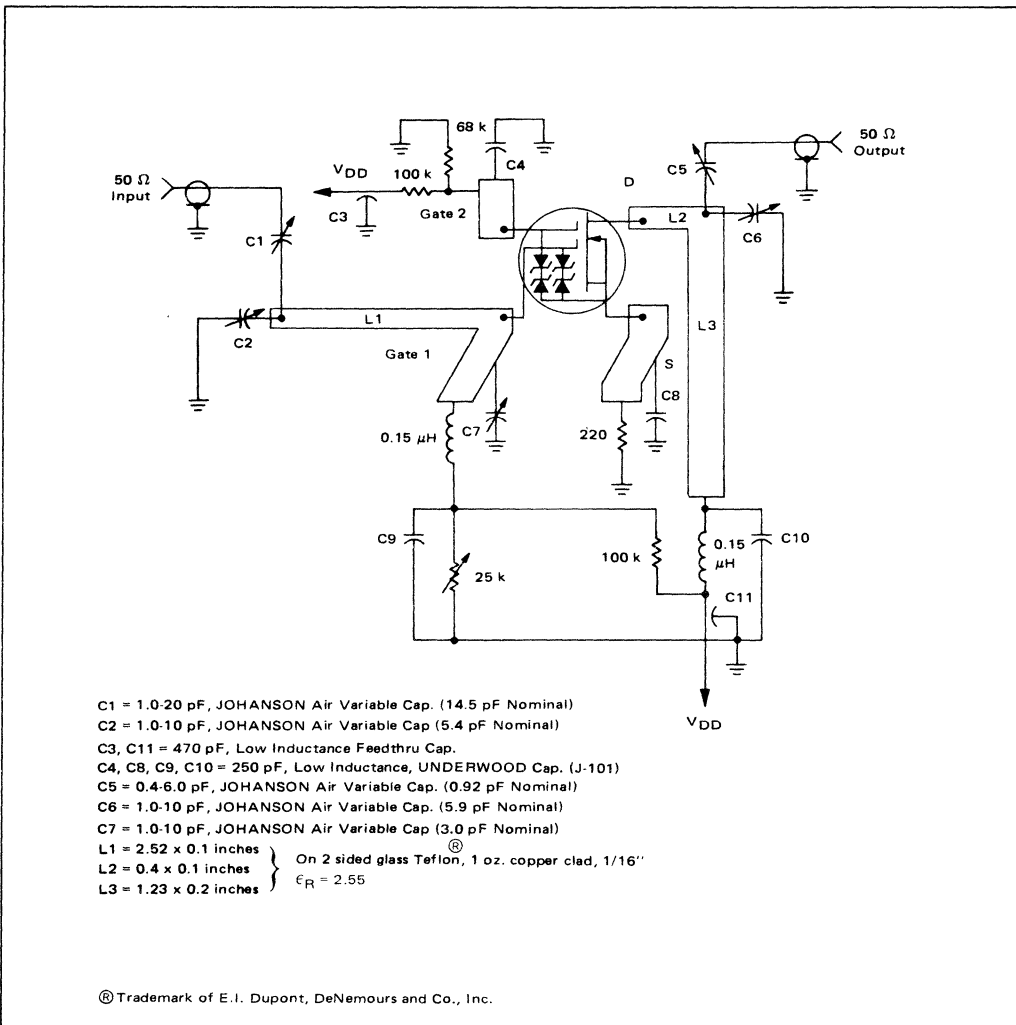 68 k
C4
50 Ω
Output
VDD
100 k
C5
D
50 Ω
Input
C3
Gate 2
L2
C1
C6
L1
L3
C2
Gate 1
S
C8
0.15 µH
C7
220
C9
100 k
0.15
µH
C10
25 k
C11
VDD
C1 = 1.0-20 pF, JOHANSON Air Variable Cap. (14.5 pF Nominal)
C2 = 1.0-10 pF, JOHANSON Air Variable Cap (5.4 pF Nominal)
C3, C11 = 470 pF, Low Inductance Feedthru Cap.
C4, C8, C9, C10 = 250 pF, Low Inductance, UNDERWOOD Cap. (J-101)
C5 = 0.4-6.0 pF, JOHANSON Air Variable Cap. (0.92 pF Nominal)
C6 = 1.0-10 pF, JOHANSON Air Variable Cap. (5.9 pF Nominal)
C7 = 1.0-10 pF, JOHANSON Air Variable Cap (3.0 pF Nominal)
L1 = 2.52 x 0.1 inches
L2 = 0.4 x 0.1 inches
L3 = 1.23 x 0.2 inches
On 2 sided glass Teflon®, 1 oz. copper clad, 1/16''
ϵR = 2.55
®Trademark of E.I. Dupont, DeNemours and Co., Inc.